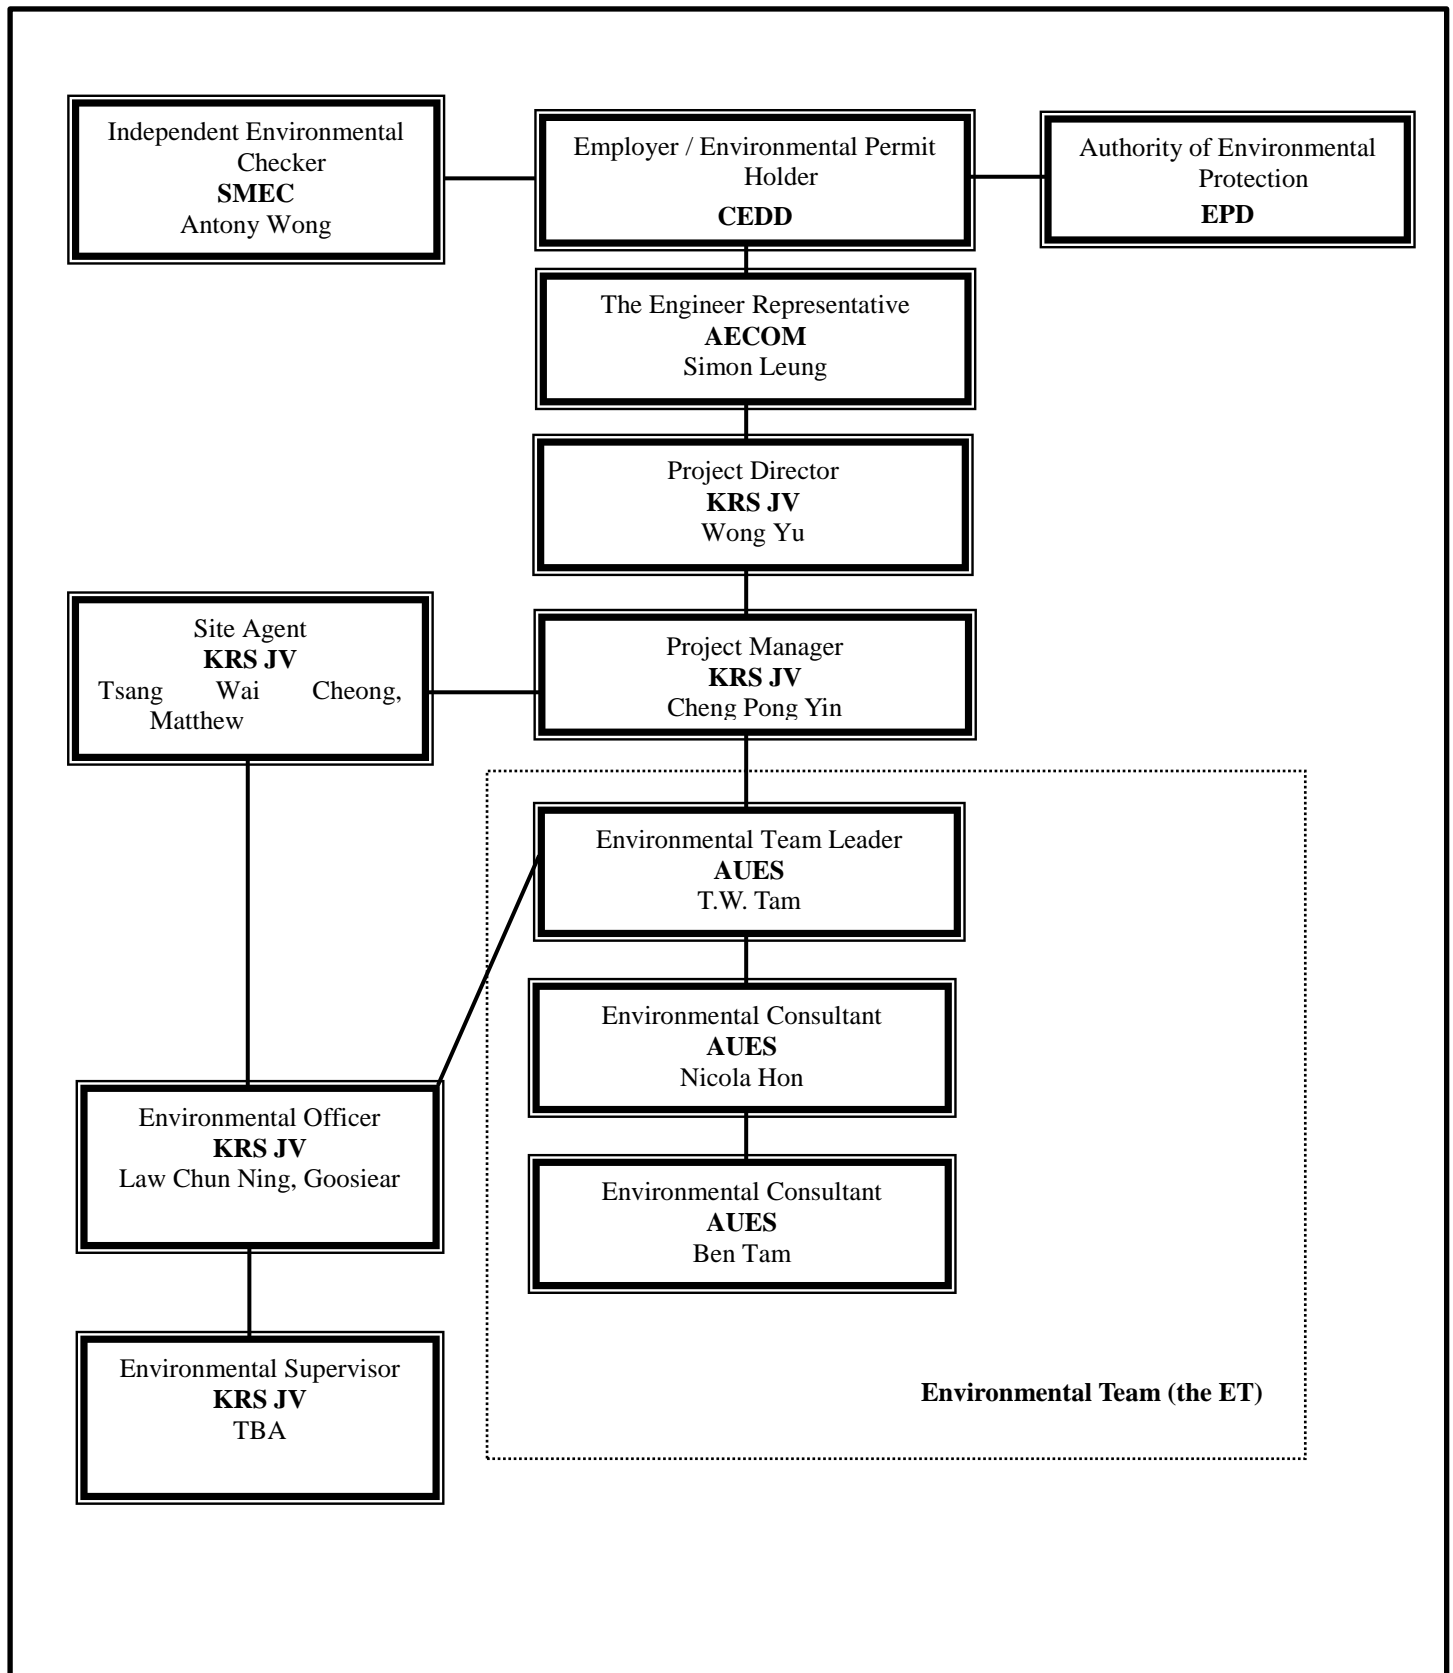 Independent Environmental
Checker
SMEC
Antony Wong
Employer / Environmental Permit
Holder
CEDD
Authority of Environmental
Protection
EPD
The Engineer Representative
AECOM
Simon Leung
Project Director
KRS JV
Wong Yu
Site Agent
KRS JV
Tsang Wai Cheong,
Matthew
Project Manager
KRS JV
Cheng Pong Yin
Environmental Team Leader
AUES
T.W. Tam
Environmental Consultant
AUES
Nicola Hon
Environmental Officer
KRS JV
Law Chun Ning, Goosiear
Environmental Consultant
AUES
Ben Tam
Environmental Supervisor
KRS JV
TBA
Environmental Team (the ET)